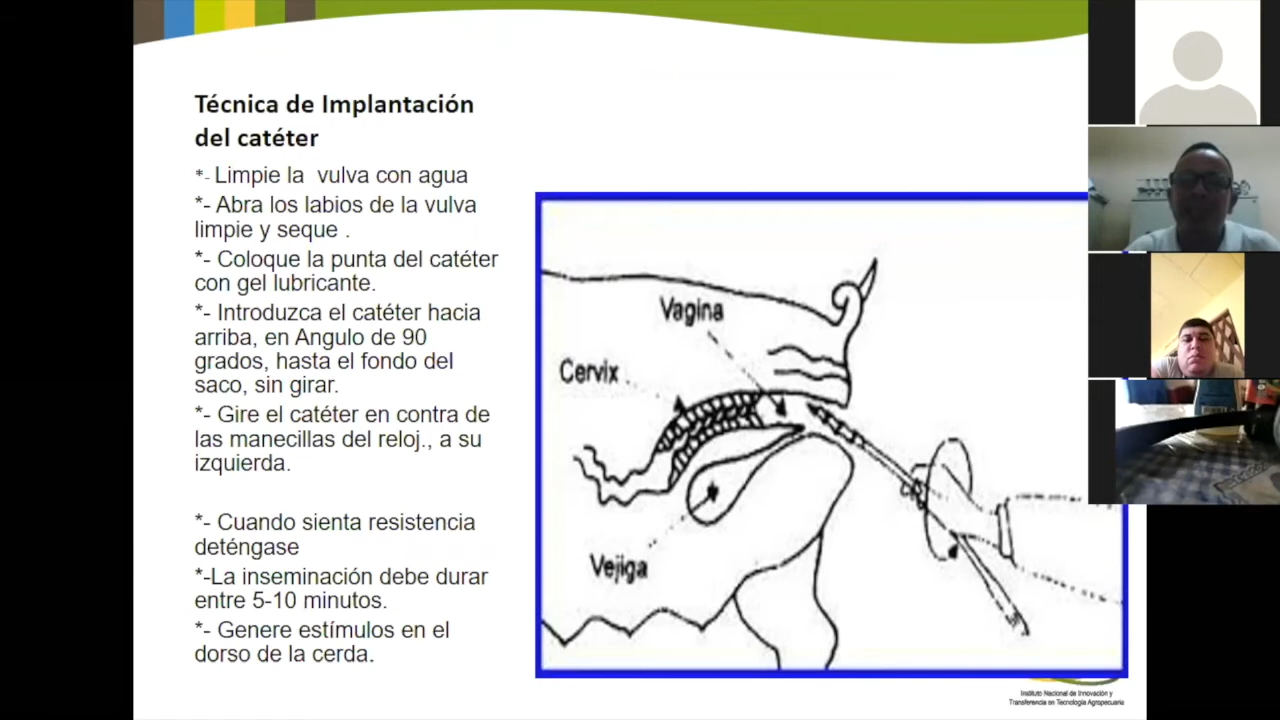 Técnica de Implantación
del catéter
*- Limpie la vulva con agua
*- Abra los labios de la vulva
limpie y seque .
*- Coloque la punta del catéter
con gel lubricante.
*- Introduzca el catéter hacia
arriba, en Angulo de 90
grados, hasta el fondo del
saco, sin girar.
*- Gire el catéter en contra de
las manecillas del reloj., a su
izquierda.
*- Cuando sienta resistencia
deténgase
*-La inseminación debe durar
entre 5-10 minutos.
*- Genere estímulos en el
dorso de la cerda.
Vagina
Cervix
Vejiga
Instituto Nacional de Innovación y
Transferencia en Tecnología Agropecuaria